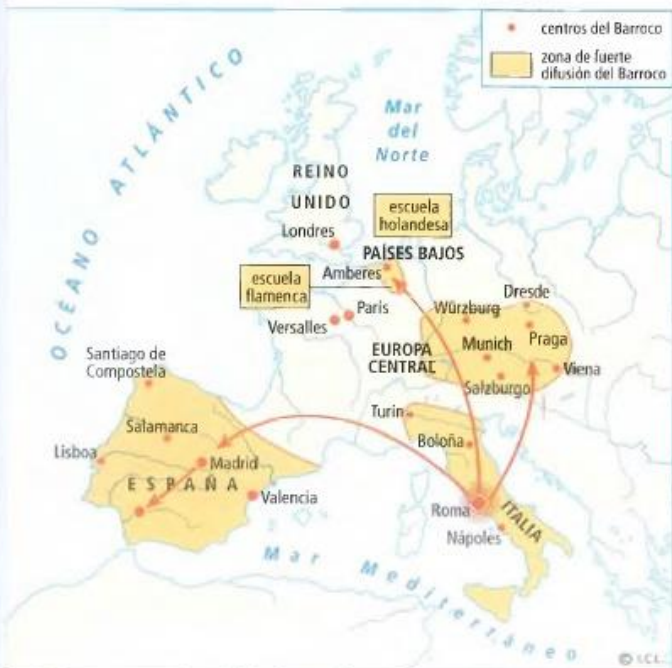 centros del Barroco
zona de fuerte
difusión del Barroco
OCÉANO ATLÁNTICO
Mar
del
Norte
REINO
UNIDO
Londres
escuela
holandesa
PAÍSES BAJOS
Amberes
escuela
flamenca
Paris
Versalles
Dresde
Würzburg
Praga
EUROPA
CENTRAL
Munich
Viena
Salzburgo
Santiago de
Compostela
Salamanca
Lisboa
Madrid
ESPAÑA
Valencia
Turín
Boloña
Roma
ITALIA
Nápoles
Mar Mediterráneo